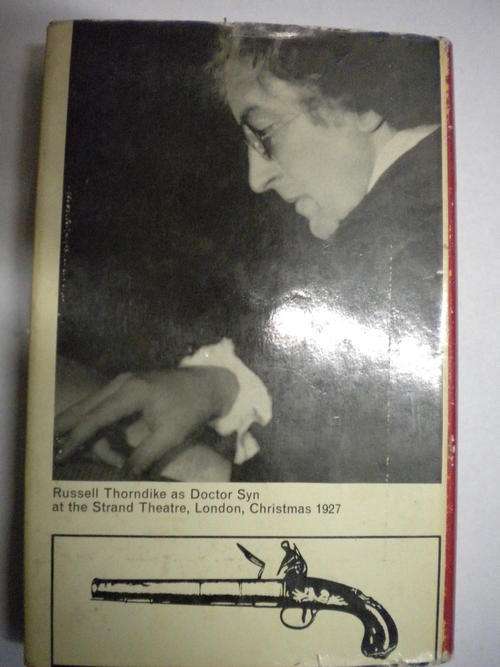 Russell Thorndike as Doctor Syn
at the Strand Theatre, London, Christmas 1927